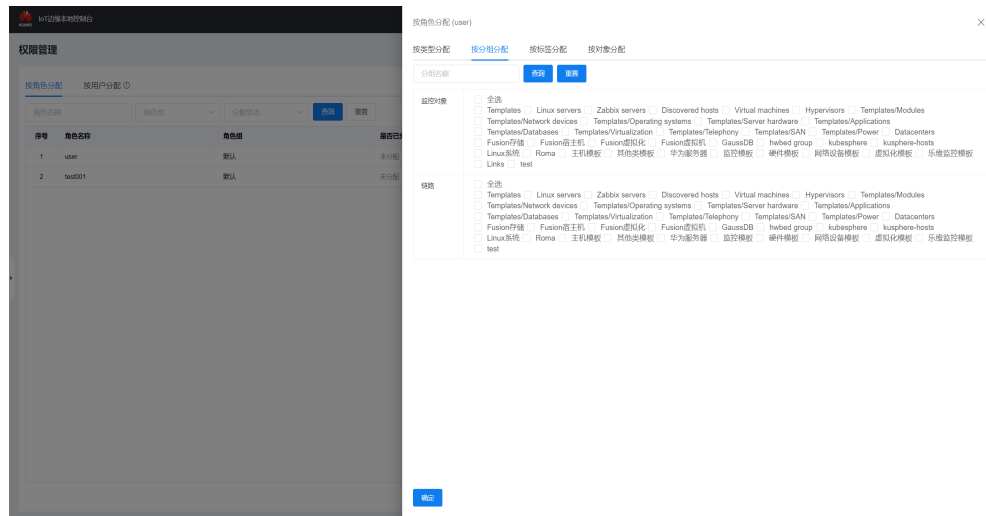 HUAWEI IoT边缘本地控制台
权限管理
按角色分配 按用户分配
角色名称 角色组 分配状态 查询 重置
序号 角色名称 角色组 是否已分
1 user 默认 未分配
2 test001 默认 未分配
按角色分配 (user)
按类型分配 按分组分配 按标签分配 按对象分配
分组名称 查询 重置
监控对象 全选
Templates Linux servers Zabbix servers Discovered hosts Virtual machines Hypervisors Templates/Modules
Templates/Network devices Templates/Operating systems Templates/Server hardware Templates/Applications
Templates/Databases Templates/Virtualization Templates/Telephony Templates/SAN Templates/Power Datacenters
Fusion存储 Fusion宿主机 Fusion虚拟化 Fusion虚拟机 GaussDB hwbed group kubesphere kusphere-hosts
Linux系统 Roma 主机模板 其他类模板 华为服务器 监控模板 硬件模板 网络设备模板 虚拟化模板 乐维监控模板
Links test
链路 全选
Templates Linux servers Zabbix servers Discovered hosts Virtual machines Hypervisors Templates/Modules
Templates/Network devices Templates/Operating systems Templates/Server hardware Templates/Applications
Templates/Databases Templates/Virtualization Templates/Telephony Templates/SAN Templates/Power Datacenters
Fusion存储 Fusion宿主机 Fusion虚拟化 Fusion虚拟机 GaussDB hwbed group kubesphere kusphere-hosts
Linux系统 Roma 主机模板 其他类模板 华为服务器 监控模板 硬件模板 网络设备模板 虚拟化模板 乐维监控模板
test
确定